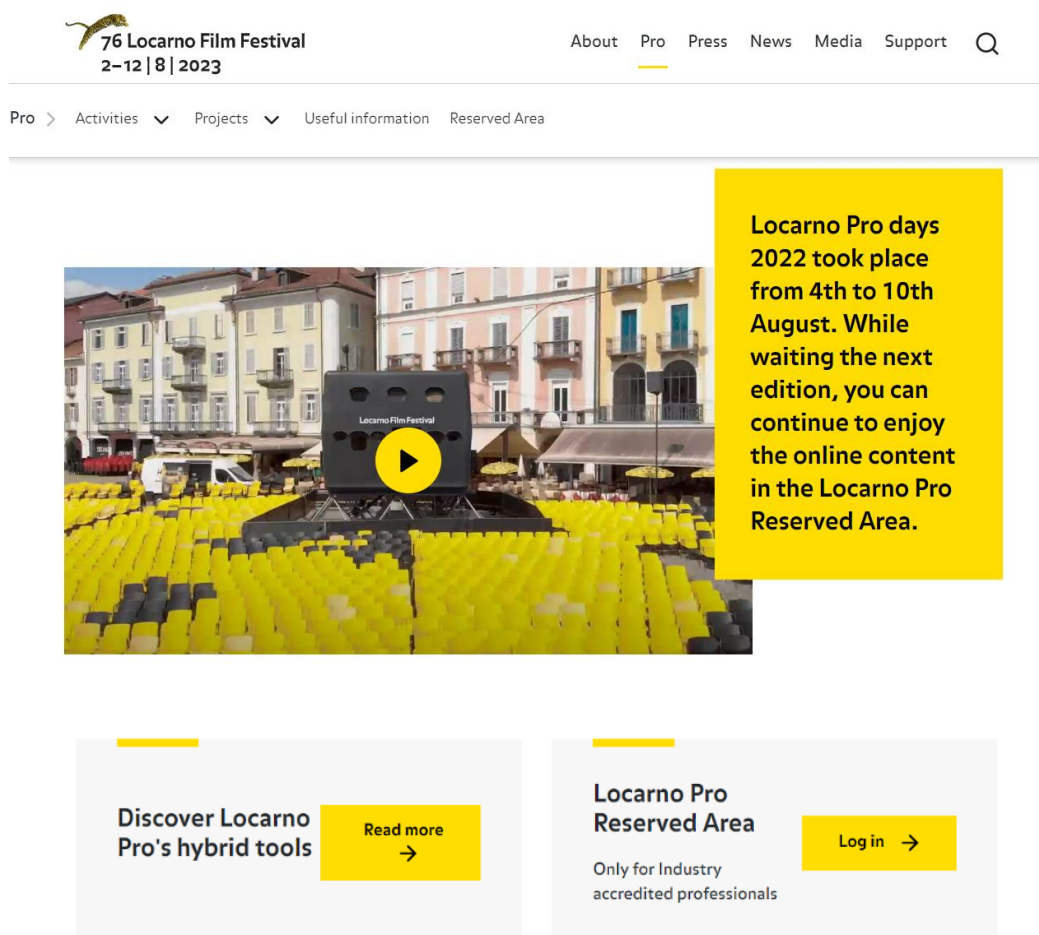 76 Locarno Film Festival
2–12 | 8 | 2023
About Pro Press News Media Support
Pro > Activities Projects Useful information Reserved Area
Locarno Pro days
2022 took place
from 4th to 10th
August. While
waiting the next
edition, you can
continue to enjoy
the online content
in the Locarno Pro
Reserved Area.
Locarno Film Festival
Discover Locarno
Pro's hybrid tools
Read more
→
Locarno Pro
Reserved Area
Only for Industry
accredited professionals
Log in →